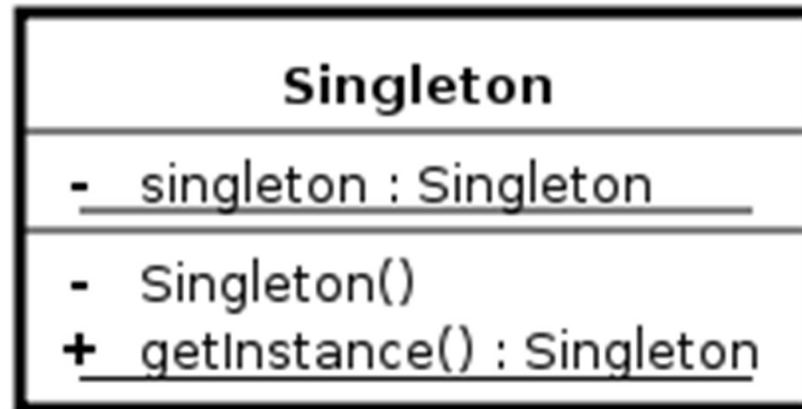 Singleton
- singleton : Singleton
- Singleton()
+ getInstance() : Singleton